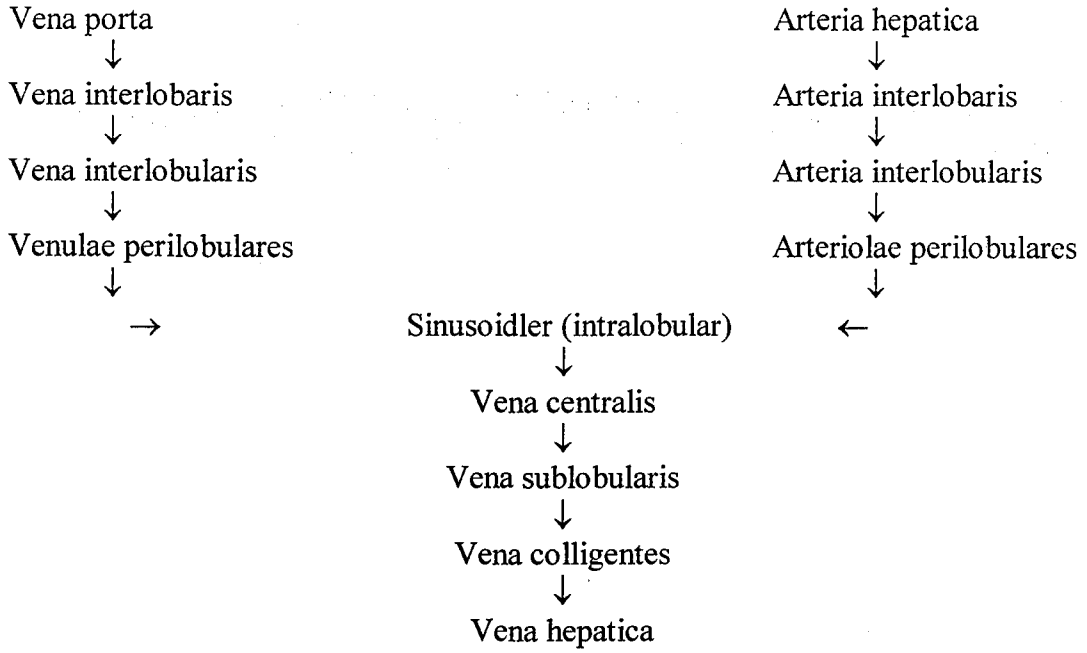 Vena porta Arteria hepatica
↓ ↓
Vena interlobaris Arteria interlobaris
↓ ↓
Vena interlobularis Arteria interlobularis
↓ ↓
Venulae perilobulares Arteriolae perilobulares
↓ ↓
→ Sinusoidler (intralobular) ←
↓
Vena centralis
↓
Vena sublobularis
↓
Vena colligentes
↓
Vena hepatica